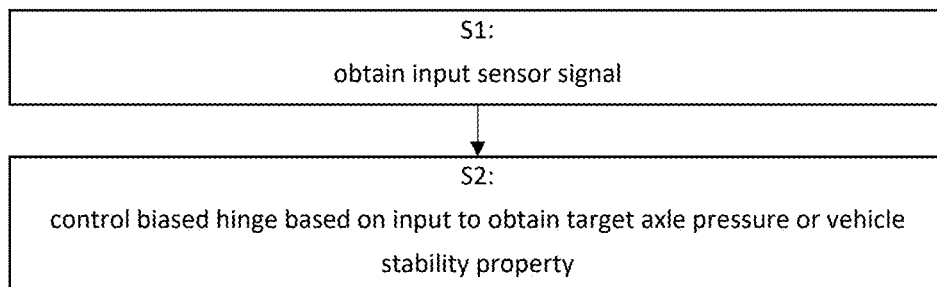 S1:
obtain input sensor signal
S2:
control biased hinge based on input to obtain target axle pressure or vehicle
stability property